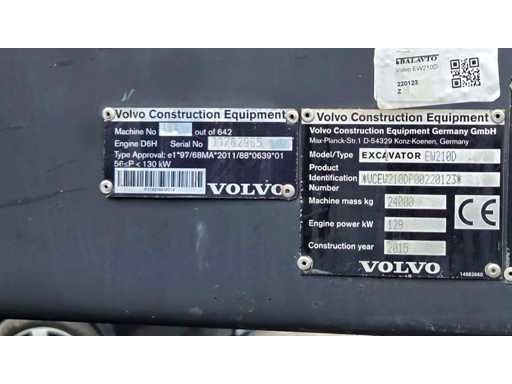 BALAVTO
Volvo EW210D
220123
Z
Volvo Construction Equipment
Machine No out of 642
Engine D6H Serial No
Type Approval: e1*97/68MA*2011/88*0639*01
56<P < 130 kW
VOLVO
Volvo Construction Equipment
Volvo Construction Equipment Germany GmbH
Max-Planck-Str.1 D-54329 Konz-Koenen, Germany
Model/Type EXCAVATOR EW210D
Product
Identification *VCEW210DP00220123*
Number
Machine mass kg 24000
Engine power kW 129
Construction year 2015
CE
VOLVO
14883660